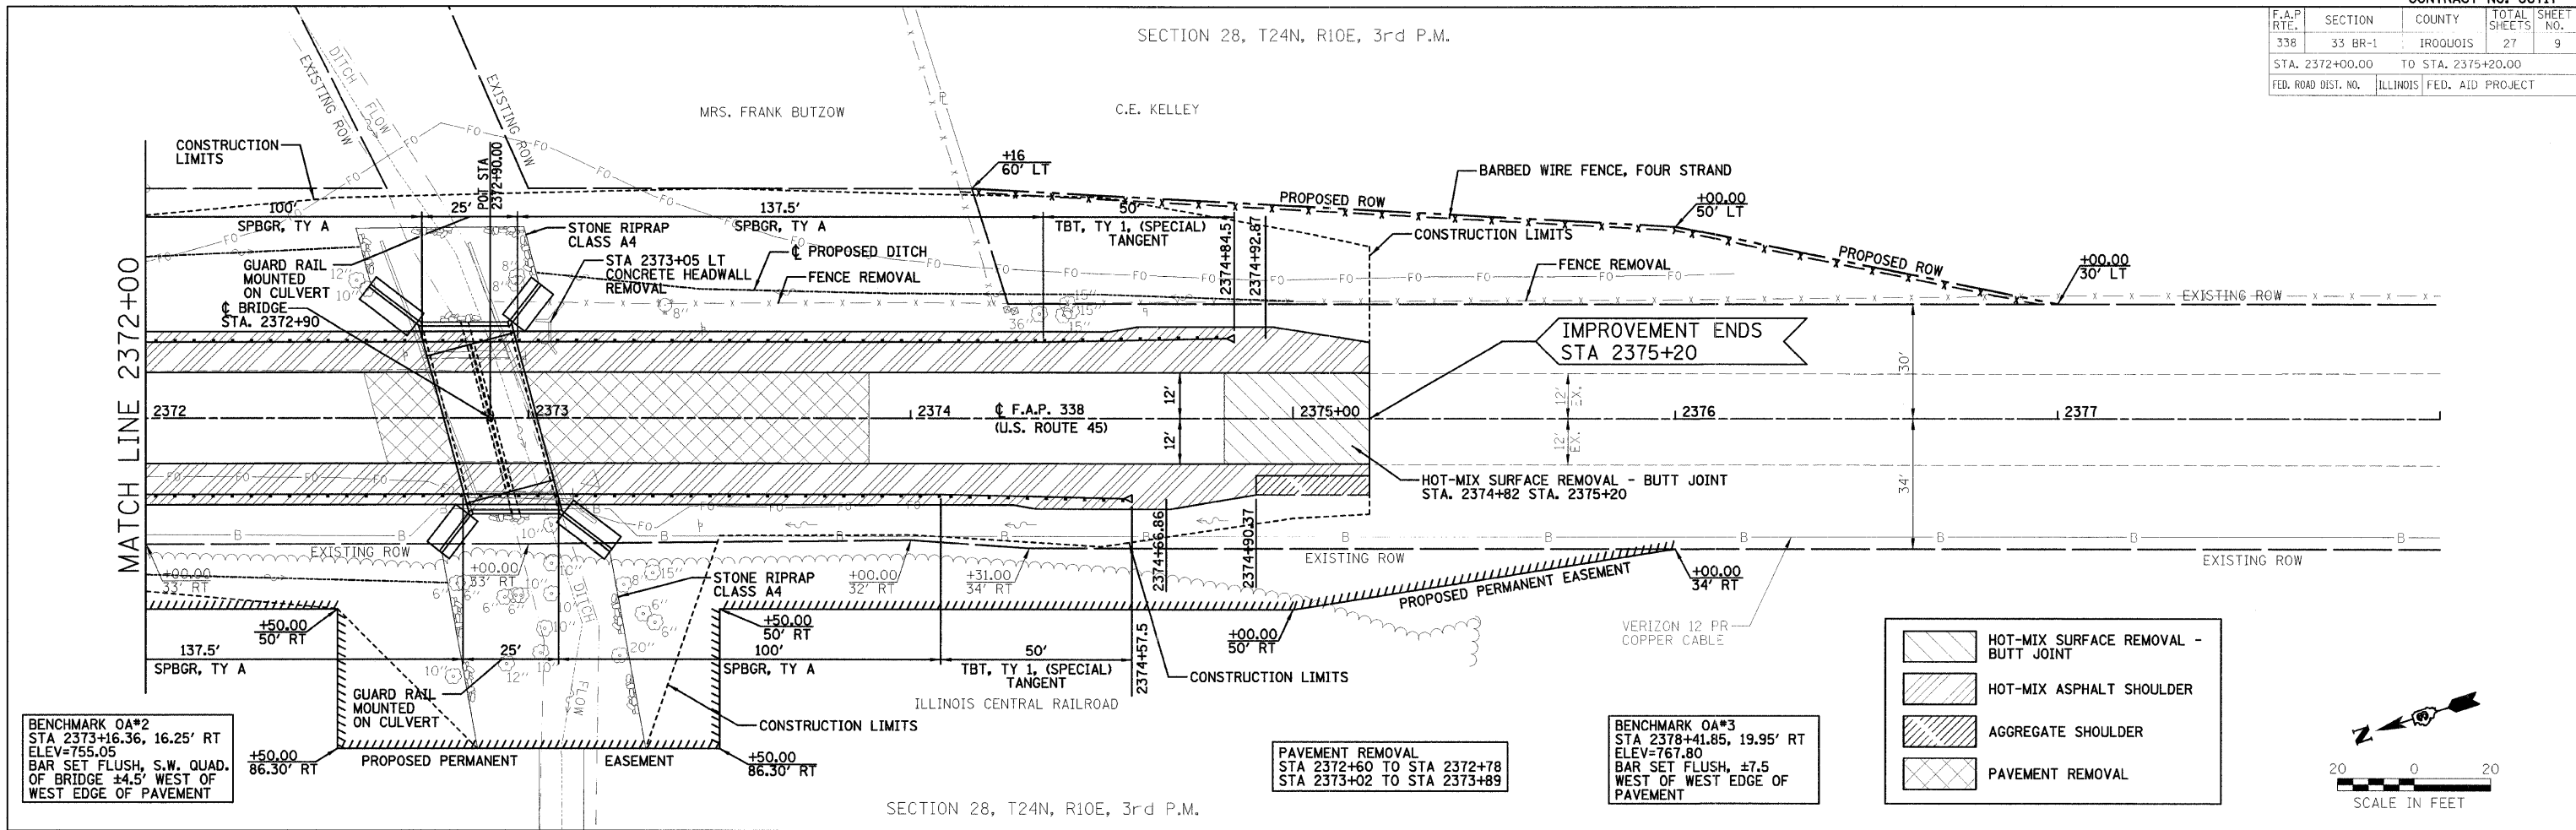 F.A.P. RTE.
SECTION
COUNTY
TOTAL SHEETS
SHEET NO.
338
33 BR-1
IROQUOIS
27
9
STA. 2372+00.00 TO STA. 2375+20.00
FED. ROAD DIST. NO.
ILLINOIS
FED. AID PROJECT
SECTION 28, T24N, R10E, 3rd P.M.
MRS. FRANK BUTZOW
C.E. KELLEY
DITCH
FLOW
EXISTING ROW
EXISTING ROW
CONSTRUCTION
LIMITS
POT STA
2372+90.00
+16
60' LT
BARBED WIRE FENCE, FOUR STRAND
PROPOSED ROW
+00.00
50' LT
PROPOSED ROW
+00.00
30' LT
100'
SPBGR, TY A
25'
137.5'
SPBGR, TY A
50'
TBT, TY 1, (SPECIAL)
TANGENT
STONE RIPRAP
CLASS A4
STA 2373+05 LT
CONCRETE HEADWALL
REMOVAL
℄ PROPOSED DITCH
FENCE REMOVAL
CONSTRUCTION LIMITS
FENCE REMOVAL
EXISTING ROW
2374+84.5
2374+92.87
GUARD RAIL
MOUNTED
ON CULVERT
℄ BRIDGE
STA. 2372+90
12"
10"
8"
8"
8"
36"
15"
15"
15"
MATCH LINE 2372+00
IMPROVEMENT ENDS
STA 2375+20
2372
2373
2374
℄ F.A.P. 338
(U.S. ROUTE 45)
12'
12'
2375+00
12'
EX.
12'
EX.
2376
30'
34'
2377
HOT-MIX SURFACE REMOVAL - BUTT JOINT
STA. 2374+82 STA. 2375+20
EXISTING ROW
+00.00
33' RT
+00.00
33' RT
+00.00
32' RT
+31.00
34' RT
2374+66.86
2374+90.37
EXISTING ROW
EXISTING ROW
STONE RIPRAP
CLASS A4
DITCH
FLOW
PROPOSED PERMANENT EASEMENT
+00.00
34' RT
+50.00
50' RT
+50.00
50' RT
+00.00
50' RT
VERIZON 12 PR
COPPER CABLE
137.5'
SPBGR, TY A
25'
100'
SPBGR, TY A
50'
TBT, TY 1, (SPECIAL)
TANGENT
2374+57.5
CONSTRUCTION LIMITS
ILLINOIS CENTRAL RAILROAD
GUARD RAIL
MOUNTED
ON CULVERT
CONSTRUCTION LIMITS
+50.00
86.30' RT
PROPOSED PERMANENT EASEMENT
+50.00
86.30' RT
BENCHMARK OA#2
STA 2373+16.36, 16.25' RT
ELEV=755.05
BAR SET FLUSH, S.W. QUAD.
OF BRIDGE ±4.5' WEST OF
WEST EDGE OF PAVEMENT
PAVEMENT REMOVAL
STA 2372+60 TO STA 2372+78
STA 2373+02 TO STA 2373+89
BENCHMARK OA#3
STA 2378+41.85, 19.95' RT
ELEV=767.80
BAR SET FLUSH, ±7.5
WEST OF WEST EDGE OF
PAVEMENT
HOT-MIX SURFACE REMOVAL -
BUTT JOINT
HOT-MIX ASPHALT SHOULDER
AGGREGATE SHOULDER
PAVEMENT REMOVAL
N
20 0 20
SCALE IN FEET
SECTION 28, T24N, R10E, 3rd P.M.